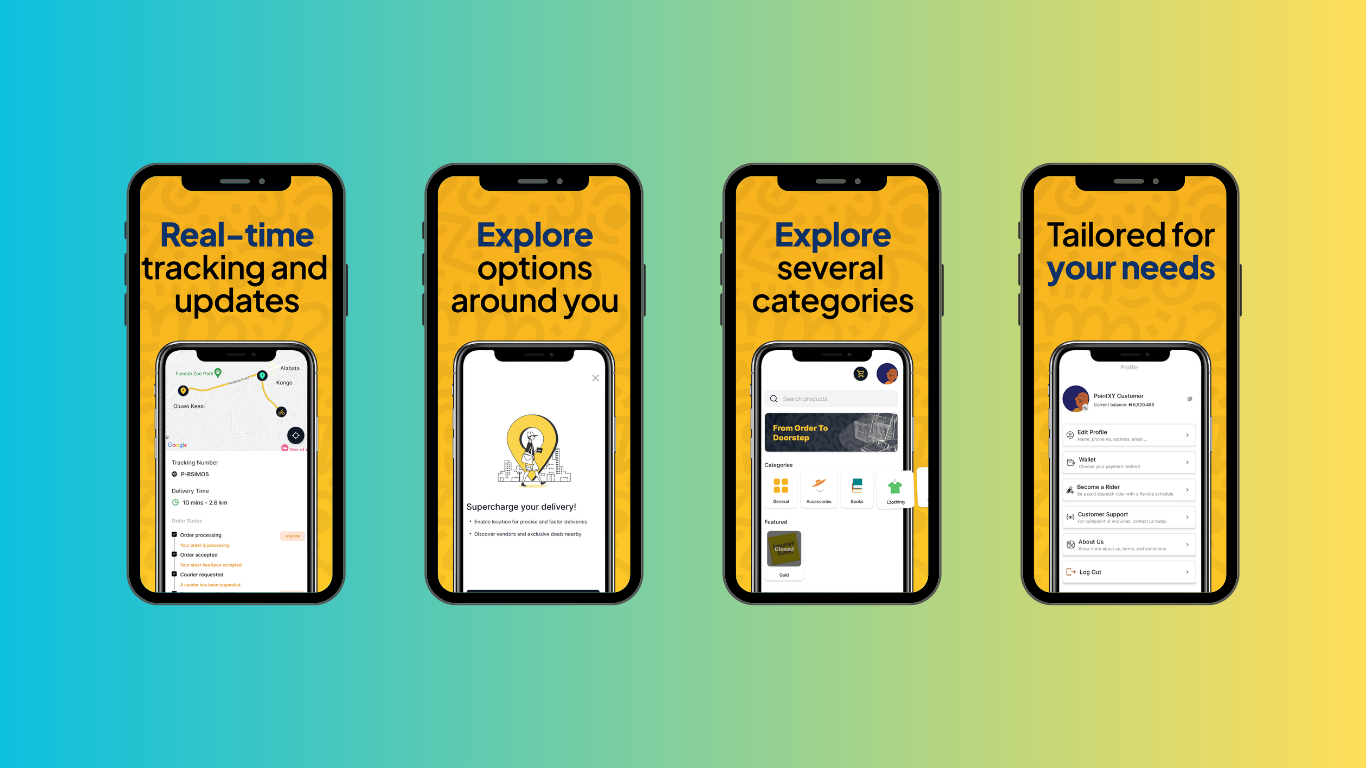 Real-time
tracking and
updates
Funaab Zoo Park
Alabata
Kongo
Oluwo Keesi
Google
Tracking Number
P-B5IMO5
Delivery Time
10 mins - 2.6 km
Order Status
Order processing
Your order is processing
Order accepted
Your order has been accepted
Courier requested
A courier has been requested
Explore
options
around you
Supercharge your delivery!
• Enable location for precise and faster deliveries
• Discover vendors and exclusive deals nearby
Explore
several
categories
Search products
From Order To
Doorstep
Categories
General
Accessories
Books
Clothing
Featured
Closed
Gold
Tailored for
your needs
Profile
PointXY Customer
Current balance: ₦6,920.469
Edit Profile
Name, phone no, address, email ...
Wallet
Choose your payment method
Become a Rider
Be a paid dispatch rider with a flexible schedule
Customer Support
For complaint or enquiries, contact us today
About Us
Know more about us, terms, and conditions
Log Out